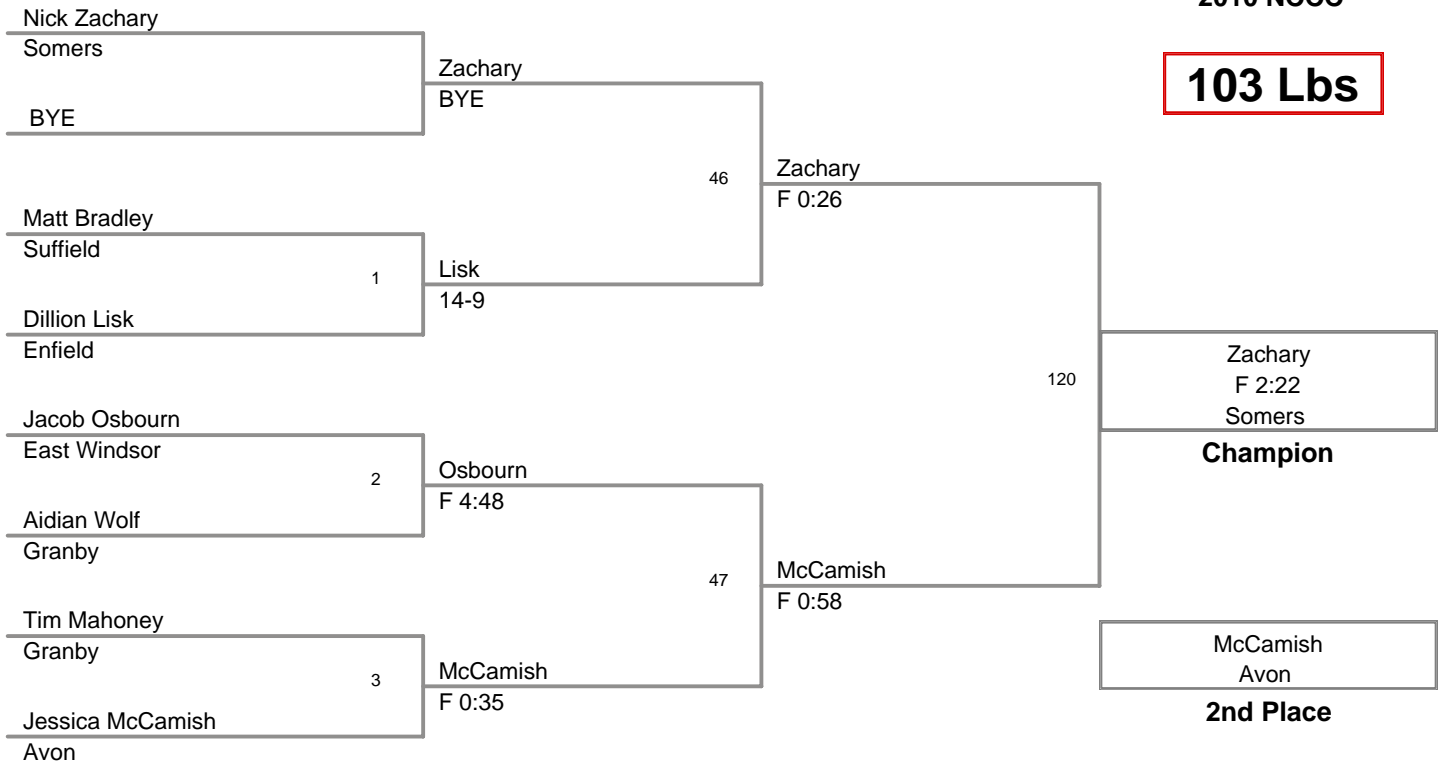 2010 NCCC
103 Lbs
Nick Zachary
Somers
BYE
Matt Bradley
Suffield
1
Dillion Lisk
Enfield
Jacob Osbourn
East Windsor
2
Aidian Wolf
Granby
Tim Mahoney
Granby
3
Jessica McCamish
Avon
Zachary
BYE
46
Lisk
14-9
Osbourn
F 4:48
47
McCamish
F 0:35
Zachary
F 0:26
120
McCamish
F 0:58
Zachary
F 2:22
Somers
Champion
McCamish
Avon
2nd Place